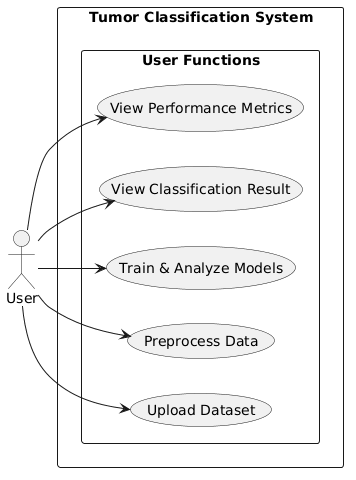 Tumor Classification System
User Functions
View Performance Metrics
View Classification Result
Train & Analyze Models
User
Preprocess Data
Upload Dataset